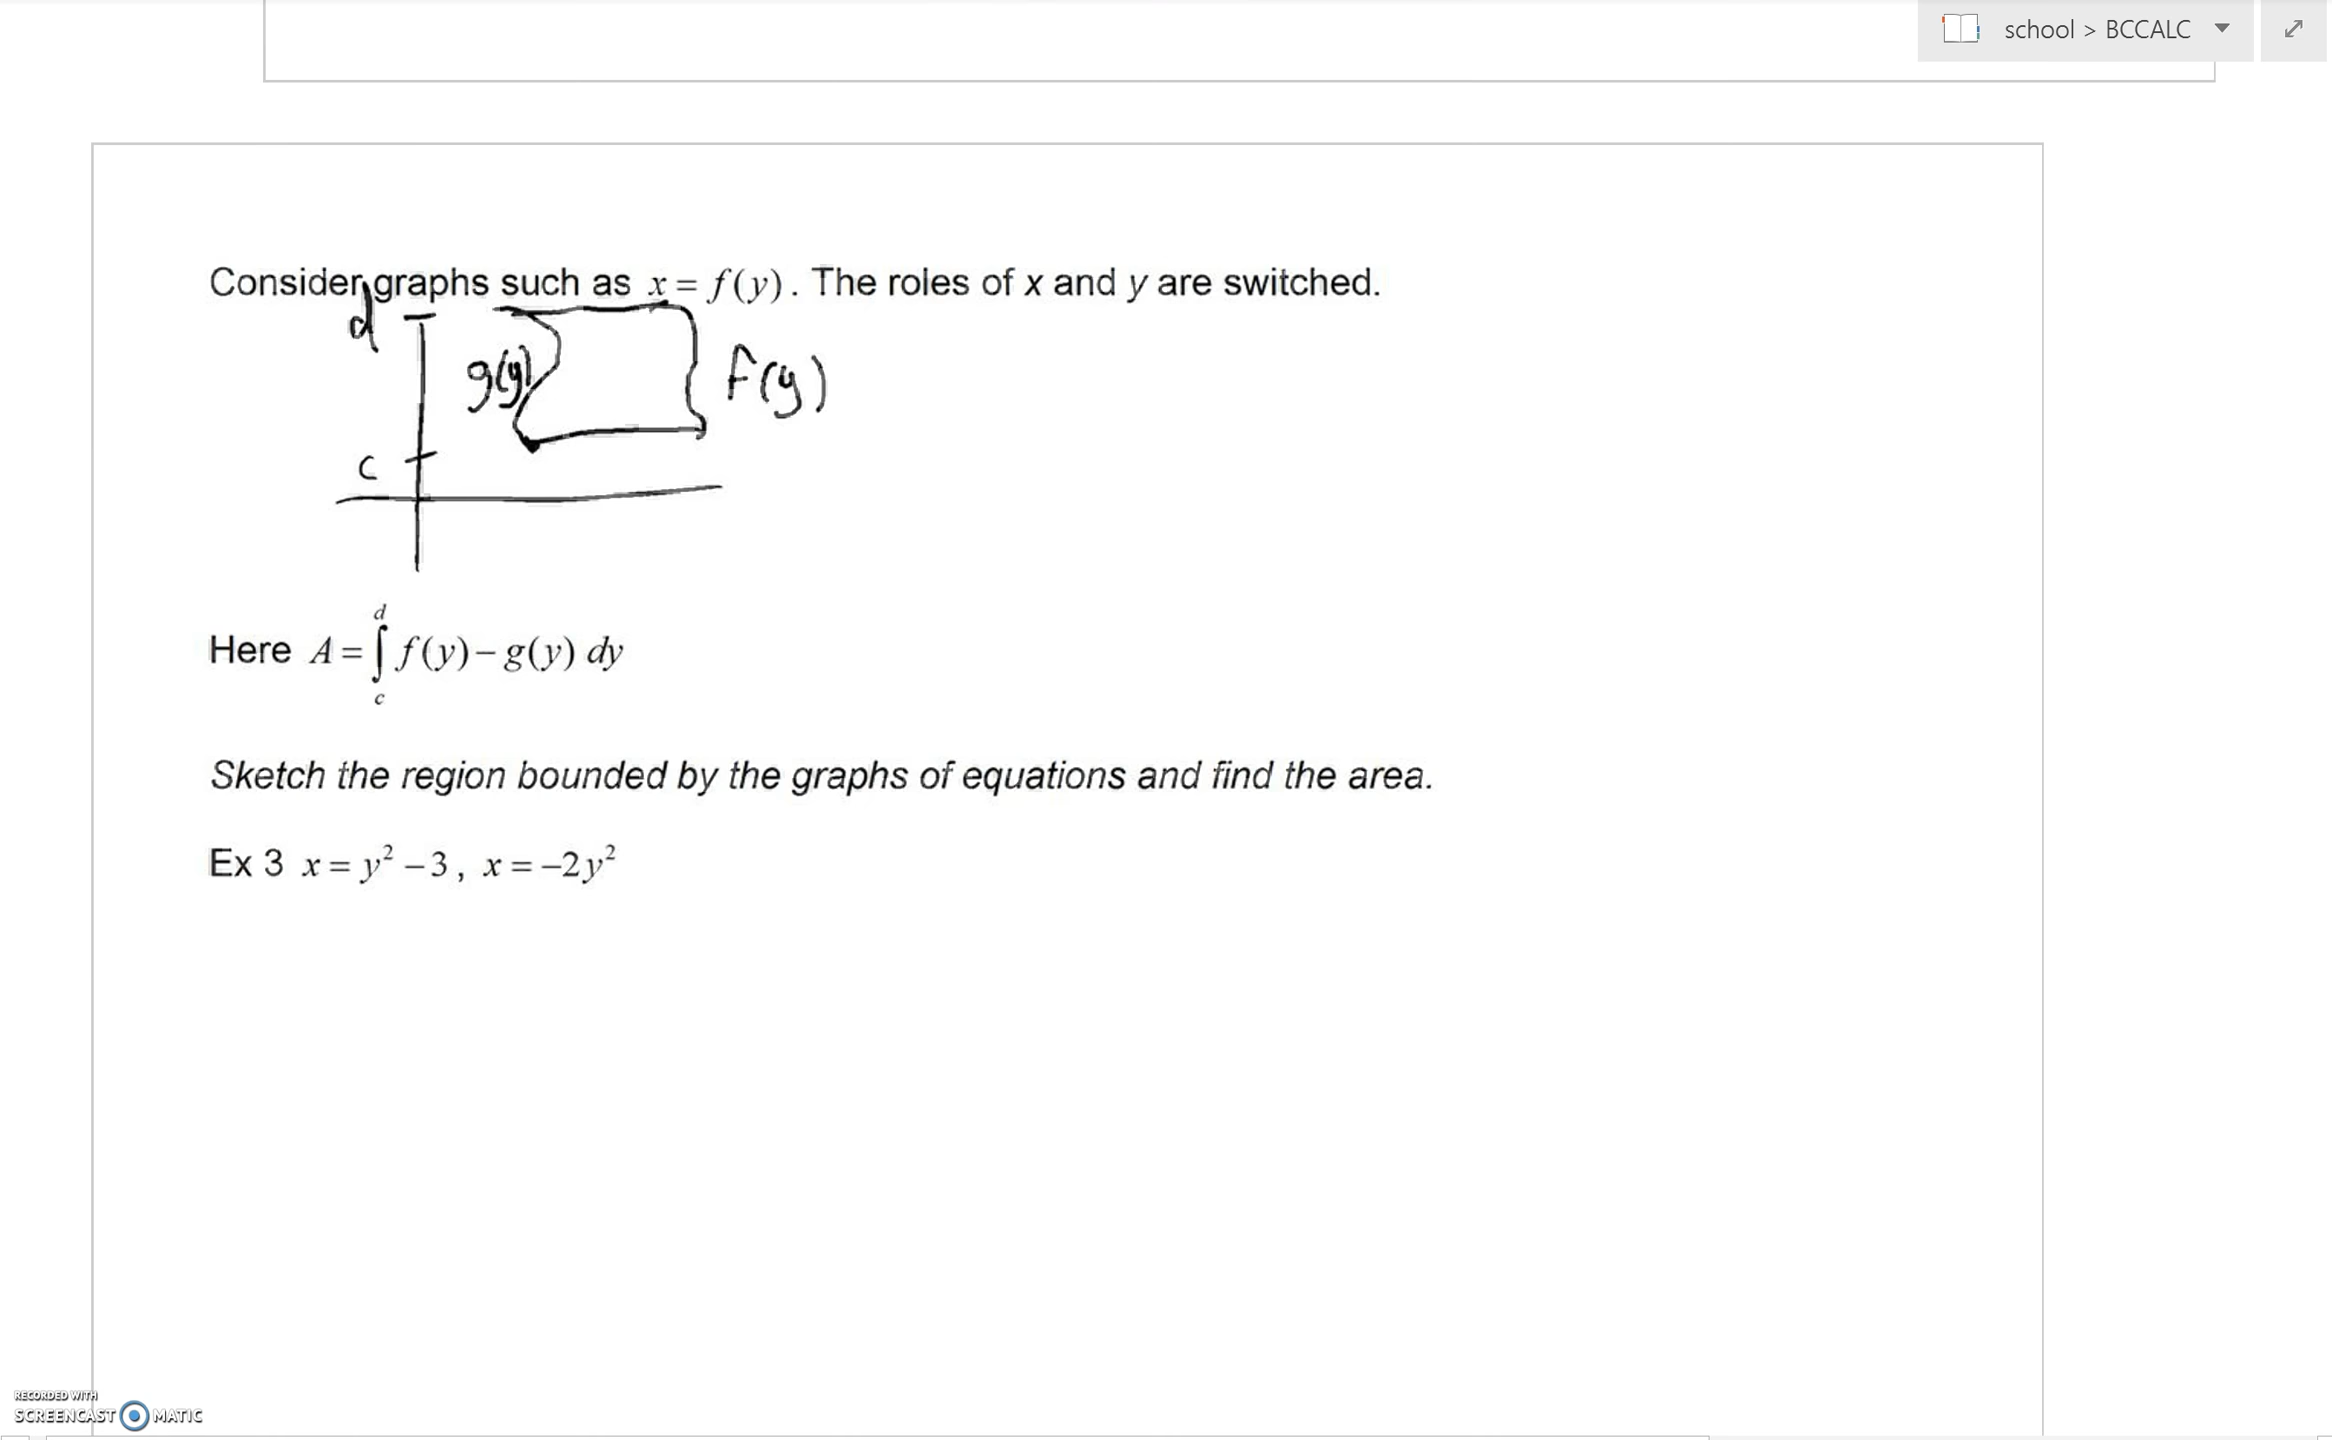 school > BCCALC
Consider graphs such as x = f(y). The roles of x and y are switched.
d
g(y)
f(y)
c
Here A = ∫_c^d f(y) − g(y) dy
Sketch the region bounded by the graphs of equations and find the area.
Ex 3 x = y² − 3, x = −2y²
RECORDED WITH
SCREENCAST MATIC